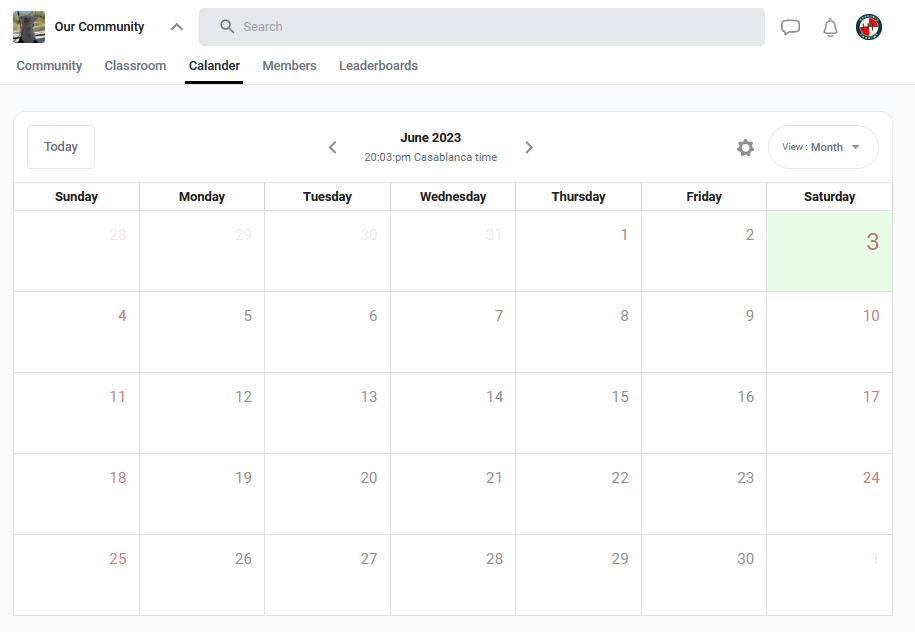 Our Community
Search
Community Classroom Calander Members Leaderboards
Today
June 2023
20:03:pm Casablanca time
View : Month
Sunday Monday Tuesday Wednesday Thursday Friday Saturday
28 29 30 31 1 2 3
4 5 6 7 8 9 10
11 12 13 14 15 16 17
18 19 20 21 22 23 24
25 26 27 28 29 30 1